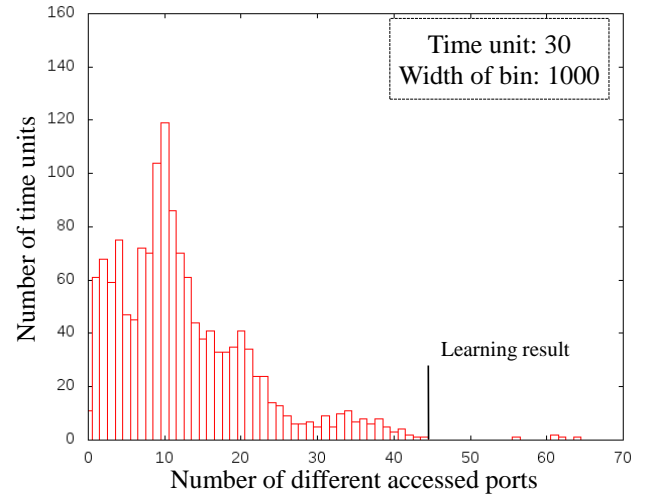 160
140
120
100
80
60
40
20
0
Number of time units
Time unit: 30
Width of bin: 1000
Learning result
0 10 20 30 40 50 60 70
Number of different accessed ports